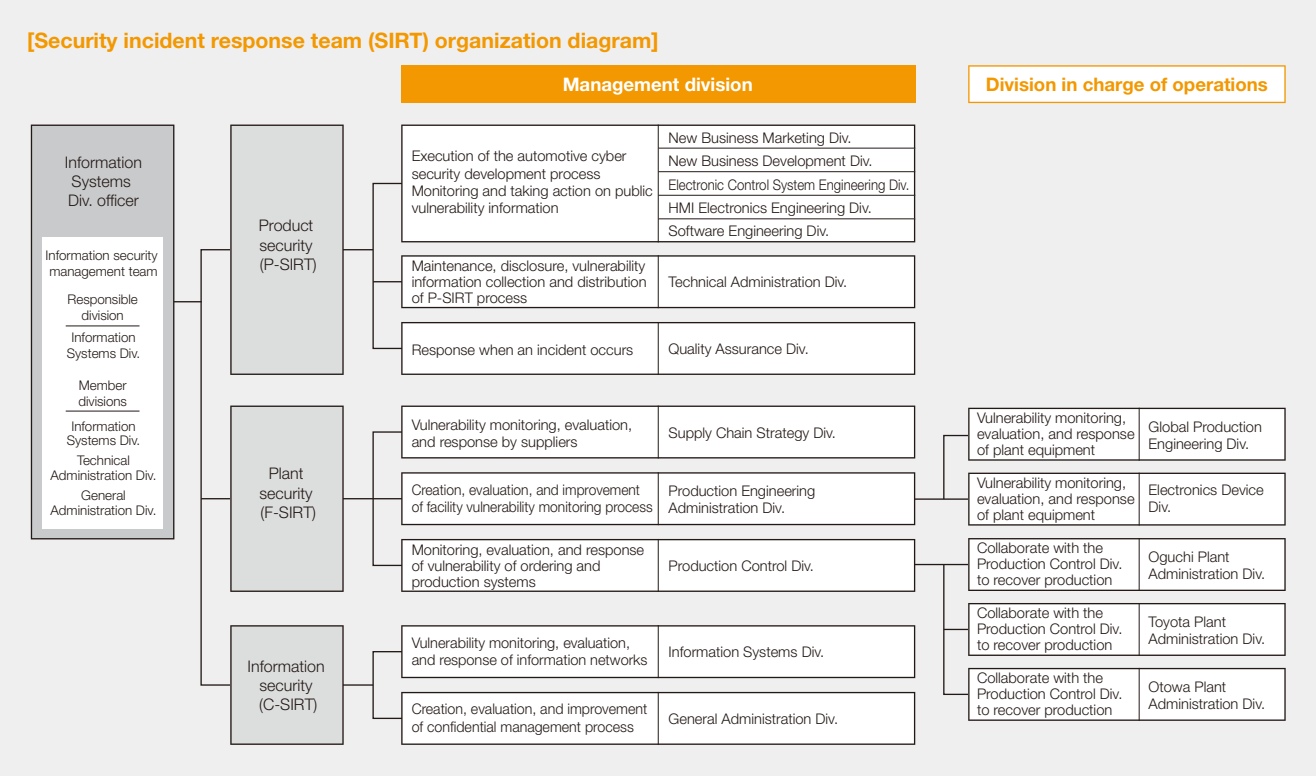 [Security incident response team (SIRT) organization diagram]
Management division
Division in charge of operations
Information
Systems
Div. officer
Information security
management team
Responsible
division
Information
Systems Div.
Member
divisions
Information
Systems Div.
Technical
Administration Div.
General
Administration Div.
Product
security
(P-SIRT)
Execution of the automotive cyber
security development process
Monitoring and taking action on public
vulnerability information
New Business Marketing Div.
New Business Development Div.
Electronic Control System Engineering Div.
HMI Electronics Engineering Div.
Software Engineering Div.
Maintenance, disclosure, vulnerability
information collection and distribution
of P-SIRT process
Technical Administration Div.
Response when an incident occurs
Quality Assurance Div.
Plant
security
(F-SIRT)
Vulnerability monitoring, evaluation,
and response by suppliers
Supply Chain Strategy Div.
Creation, evaluation, and improvement
of facility vulnerability monitoring process
Production Engineering
Administration Div.
Monitoring, evaluation, and response
of vulnerability of ordering and
production systems
Production Control Div.
Vulnerability monitoring,
evaluation, and response
of plant equipment
Global Production
Engineering Div.
Vulnerability monitoring,
evaluation, and response
of plant equipment
Electronics Device
Div.
Collaborate with the
Production Control Div.
to recover production
Oguchi Plant
Administration Div.
Collaborate with the
Production Control Div.
to recover production
Toyota Plant
Administration Div.
Collaborate with the
Production Control Div.
to recover production
Otowa Plant
Administration Div.
Information
security
(C-SIRT)
Vulnerability monitoring, evaluation,
and response of information networks
Information Systems Div.
Creation, evaluation, and improvement
of confidential management process
General Administration Div.